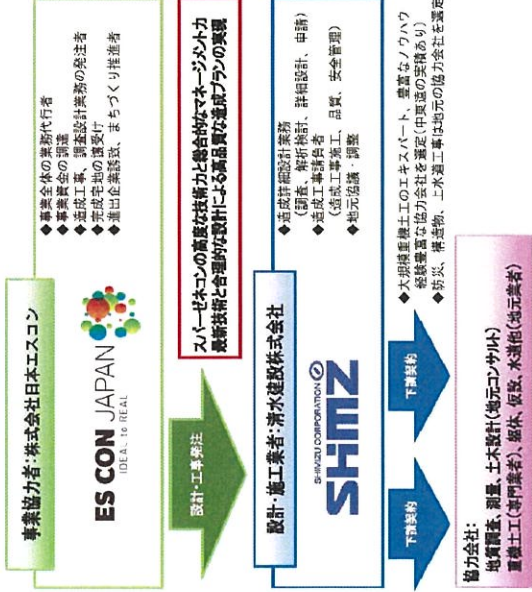 事業協力者：株式会社日本エスコン
ES CON JAPAN
IDEAL to REAL
◆事業全体の業務代行者
◆事業資金の調達
◆造成工事、調査設計業務の発注者
◆完成宅地の譲受け
◆進出企業誘致、まちづくり推進者
設計・工事発注
スーパーゼネコンの高度な技術力と総合的なマネージメント力
最新技術と合理的な設計による高品質な造成プランの実現
設計・施工業者：清水建設株式会社
SHIMIZU CORPORATION
SHIMZ
◆造成詳細設計業務
（調査、解析検討、詳細設計、申請）
◆造成工事請負者
（造成工事施工、品質、安全管理）
◆地元協議・調整
下請契約
下請契約
◆大規模重機土工のエキスパート、豊富なノウハウ
経験豊富な協力会社を選定（中東遠の実績あり）
◆防災、構造物、上水道工事は地元の協力会社を選定
協力会社：
地質調査、測量、土木設計（地元コンサルト）
重機土工（専門業者）、躯体、仮設、水道他（地元業者）